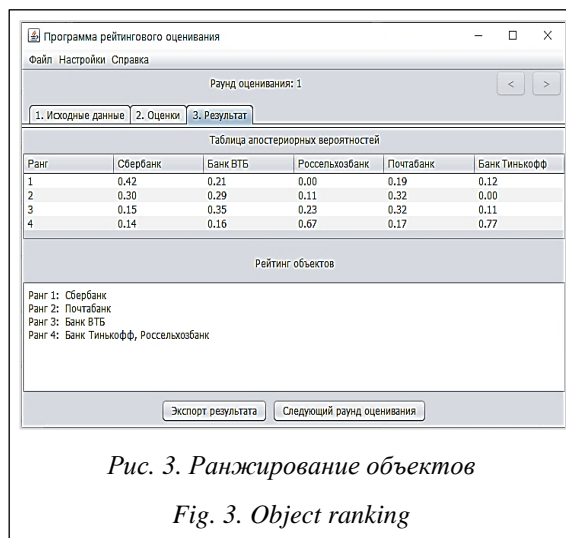 Программа рейтингового оценивания
Файл Настройки Справка
Раунд оценивания: 1
< >
1. Исходные данные 2. Оценки 3. Результат
Таблица апостериорных вероятностей
Ранг Сбербанк Банк ВТБ Россельхозбанк Почтабанк Банк Тинькофф
1 0.42 0.21 0.00 0.19 0.12
2 0.30 0.29 0.11 0.32 0.00
3 0.15 0.35 0.23 0.32 0.11
4 0.14 0.16 0.67 0.17 0.77
Рейтинг объектов
Ранг 1: Сбербанк
Ранг 2: Почтабанк
Ранг 3: Банк ВТБ
Ранг 4: Банк Тинькофф, Россельхозбанк
Экспорт результата Следующий раунд оценивания
Рис. 3. Ранжирование объектов
Fig. 3. Object ranking